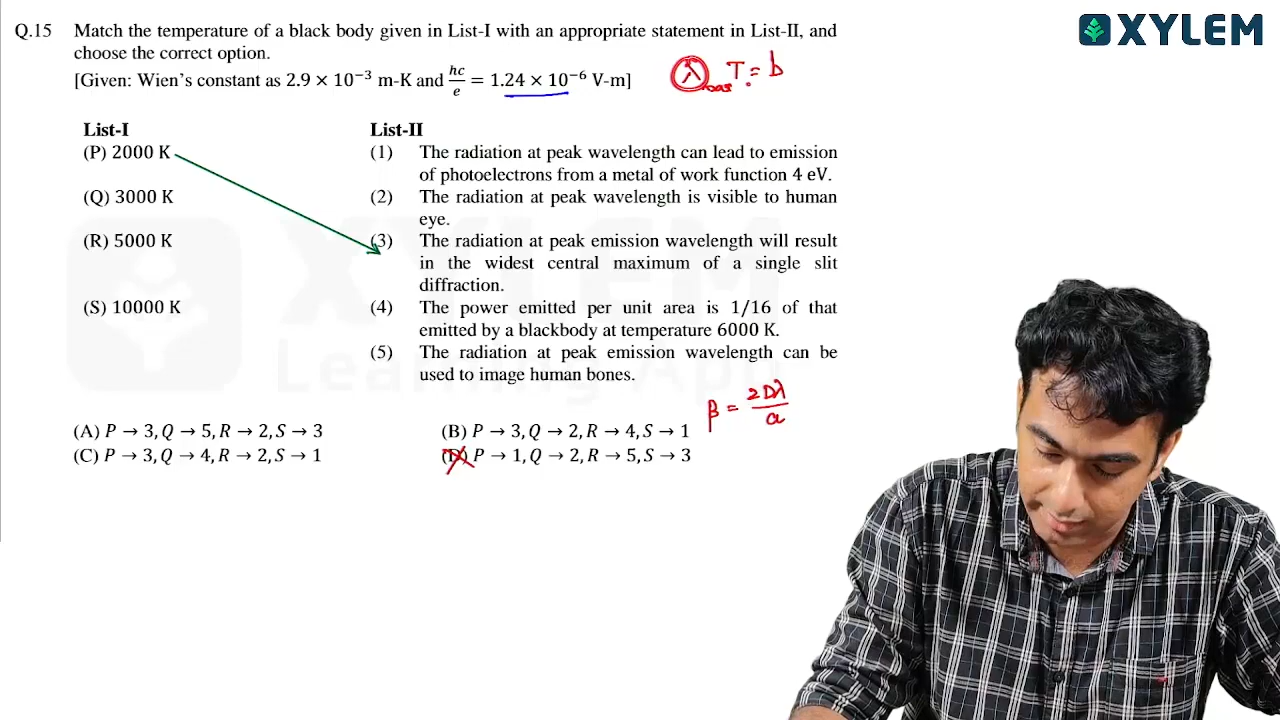 XYLEM
Q.15 Match the temperature of a black body given in List-I with an appropriate statement in List-II, and
choose the correct option.
[Given: Wien's constant as 2.9 × 10⁻³ m-K and hc/e = 1.24 × 10⁻⁶ V-m]
λ T = b
List-I List-II
(P) 2000 K (1) The radiation at peak wavelength can lead to emission
of photoelectrons from a metal of work function 4 eV.
(Q) 3000 K (2) The radiation at peak wavelength is visible to human
eye.
(R) 5000 K (3) The radiation at peak emission wavelength will result
in the widest central maximum of a single slit
diffraction.
(S) 10000 K (4) The power emitted per unit area is 1/16 of that
emitted by a blackbody at temperature 6000 K.
(5) The radiation at peak emission wavelength can be
used to image human bones.
β = 2Dλ/a
(A) P → 3, Q → 5, R → 2, S → 3 (B) P → 3, Q → 2, R → 4, S → 1
(C) P → 3, Q → 4, R → 2, S → 1 (D) P → 1, Q → 2, R → 5, S → 3
XYLEM
Learning App